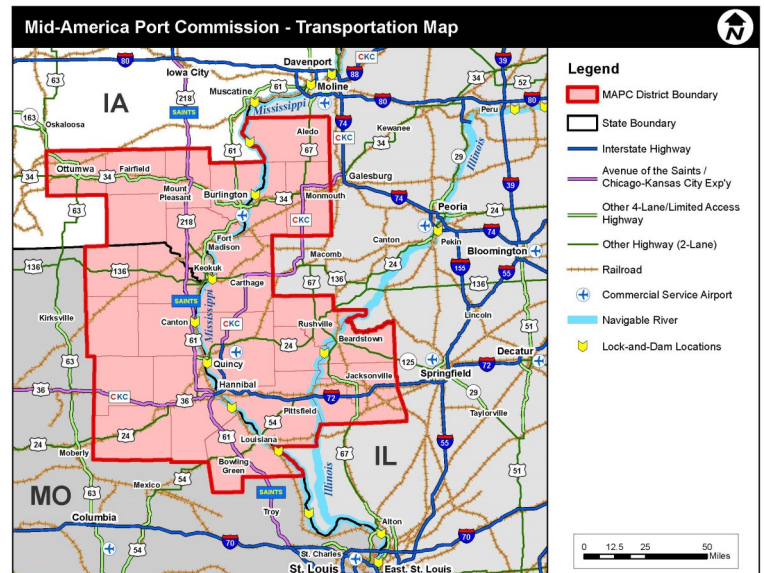 Mid-America Port Commission - Transportation Map
N
Legend
MAPC District Boundary
State Boundary
Interstate Highway
Avenue of the Saints /
Chicago-Kansas City Exp'y
Other 4-Lane/Limited Access
Highway
Other Highway (2-Lane)
Railroad
Commercial Service Airport
Navigable River
Lock-and-Dam Locations
0 12.5 25 50
Miles
Davenport
CKC
39
80
Iowa City
88
34
52
63
61
Moline
Muscatine
218
80
Peru
80
IA
SAINTS
Mississippi
163
Oskaloosa
Aledo
74
Kewanee
CKC
61
67
34
Illinois
29
Ottumwa
Fairfield
34
34
Galesburg
39
Mount
Pleasant
Burlington
34
Monmouth
74
63
218
CKC
Peoria
24
Fort
Madison
Canton
Pekin
74
Bloomington
Macomb
136
136
Keokuk
24
155
55
Carthage
67
136
136
SAINTS
Mississippi
Lincoln
Kirksville
Canton
61
CKC
Rushville
51
24
Beardstown
63
125
Decatur
Quincy
72
Jacksonville
Springfield
Hannibal
36
CKC
36
72
29
Pittsfield
Taylorville
54
24
24
61
Louisiana
55
Moberly
67
IL
Bowling
Green
54
Illinois
51
MO
Mexico
63
SAINTS
Troy
Columbia
Alton
70
70
54
St. Charles
St. Louis
East. St. Louis